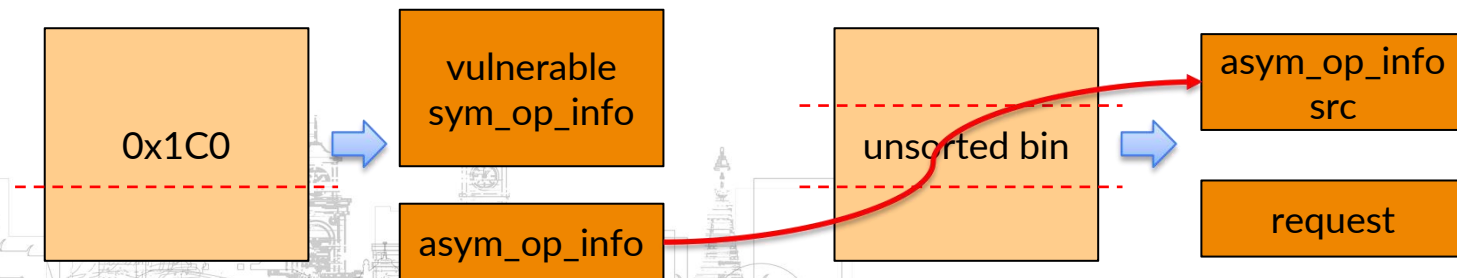 0x1C0
vulnerable
sym_op_info
asym_op_info
unsorted bin
asym_op_info
src
request